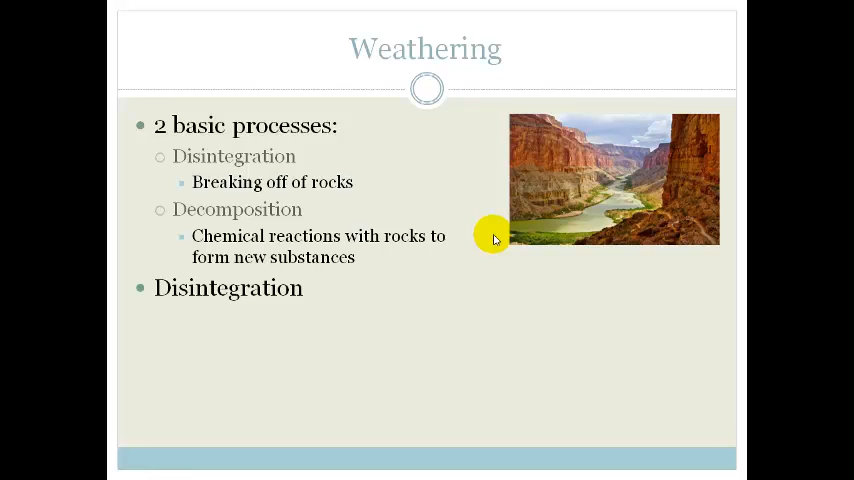 Weathering
2 basic processes:
Disintegration
Breaking off of rocks
Decomposition
Chemical reactions with rocks to
form new substances
Disintegration